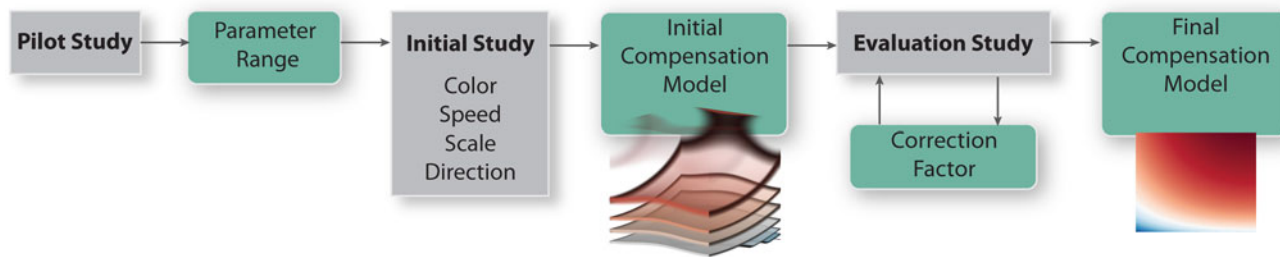 Pilot Study
Parameter
Range
Initial Study
Color
Speed
Scale
Direction
Initial
Compensation
Model
Evaluation Study
Correction
Factor
Final
Compensation
Model